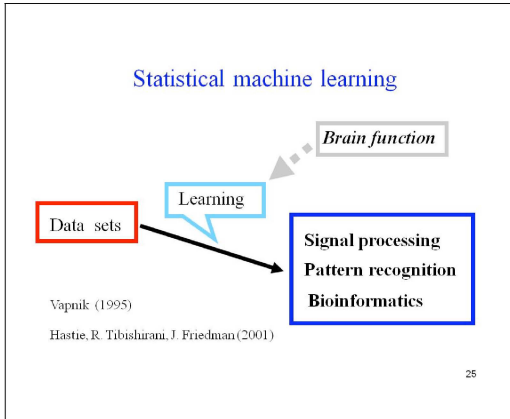 Statistical machine learning
Brain function
Learning
Data sets
Signal processing
Pattern recognition
Bioinformatics
Vapnik (1995)
Hastie, R. Tibishirani, J. Friedman (2001)
25